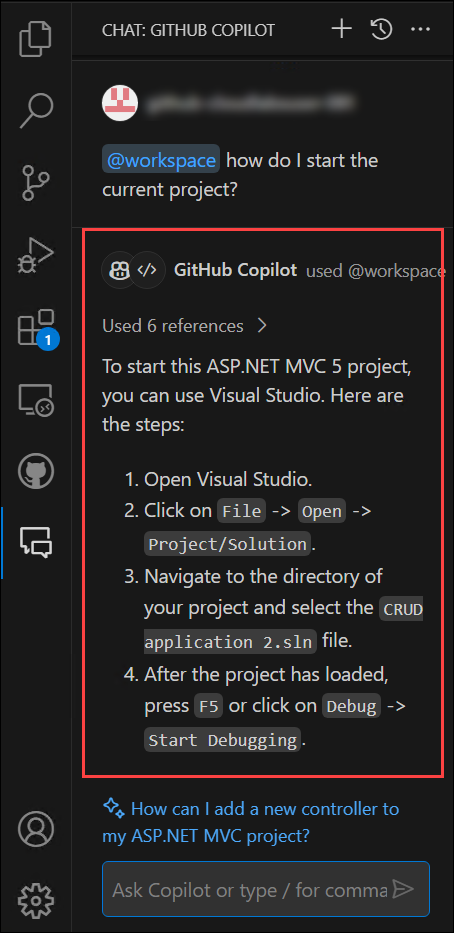 CHAT: GITHUB COPILOT
@workspace how do I start the
current project?
GitHub Copilot used @workspace
Used 6 references
To start this ASP.NET MVC 5 project,
you can use Visual Studio. Here are
the steps:
1. Open Visual Studio.
2. Click on File -> Open ->
Project/Solution.
3. Navigate to the directory of
your project and select the CRUD
application 2.sln file.
4. After the project has loaded,
press F5 or click on Debug ->
Start Debugging.
1
How can I add a new controller to
my ASP.NET MVC project?
Ask Copilot or type / for comma